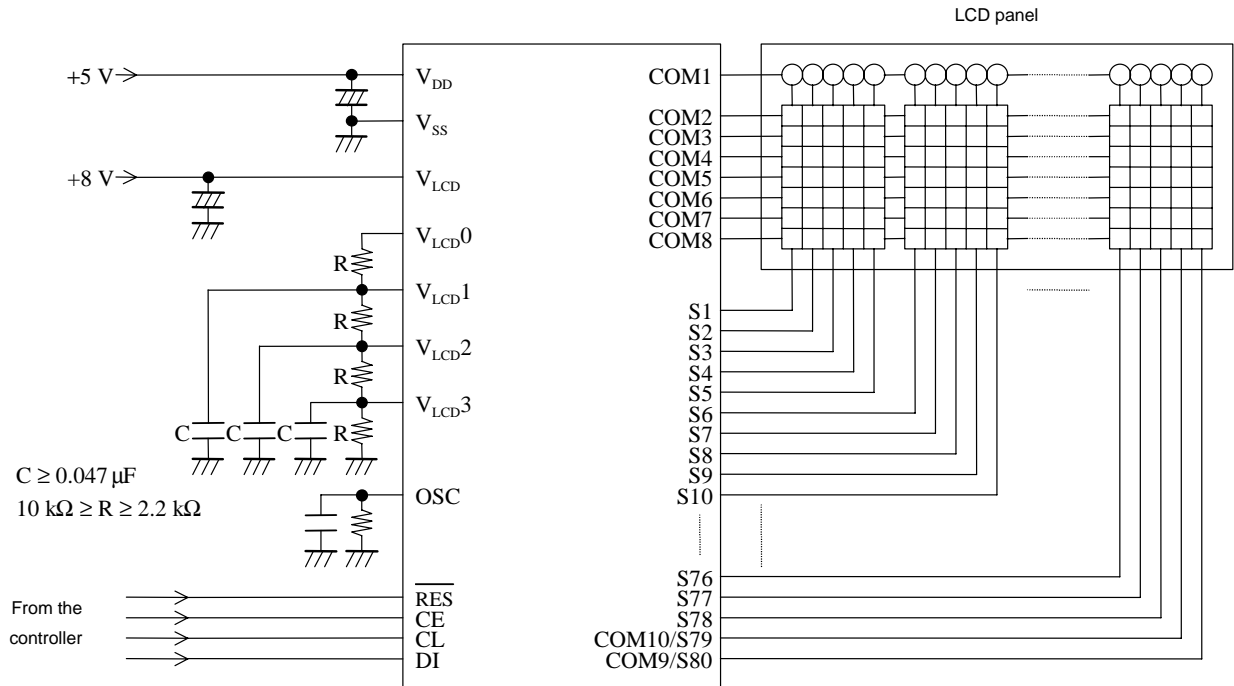 LCD panel
+5 V
VDD
COM1
COM2
VSS
COM3
COM4
+8 V
VLCD
COM5
COM6
COM7
VLCD0
COM8
R
VLCD1
S1
R
S2
VLCD2
S3
R
S4
S5
VLCD3
S6
C
C
C
R
S7
S8
C ≥ 0.047 μF
S9
OSC
S10
10 kΩ ≥ R ≥ 2.2 kΩ
S76
RES
S77
From the
controller
CE
S78
CL
COM10/S79
DI
COM9/S80